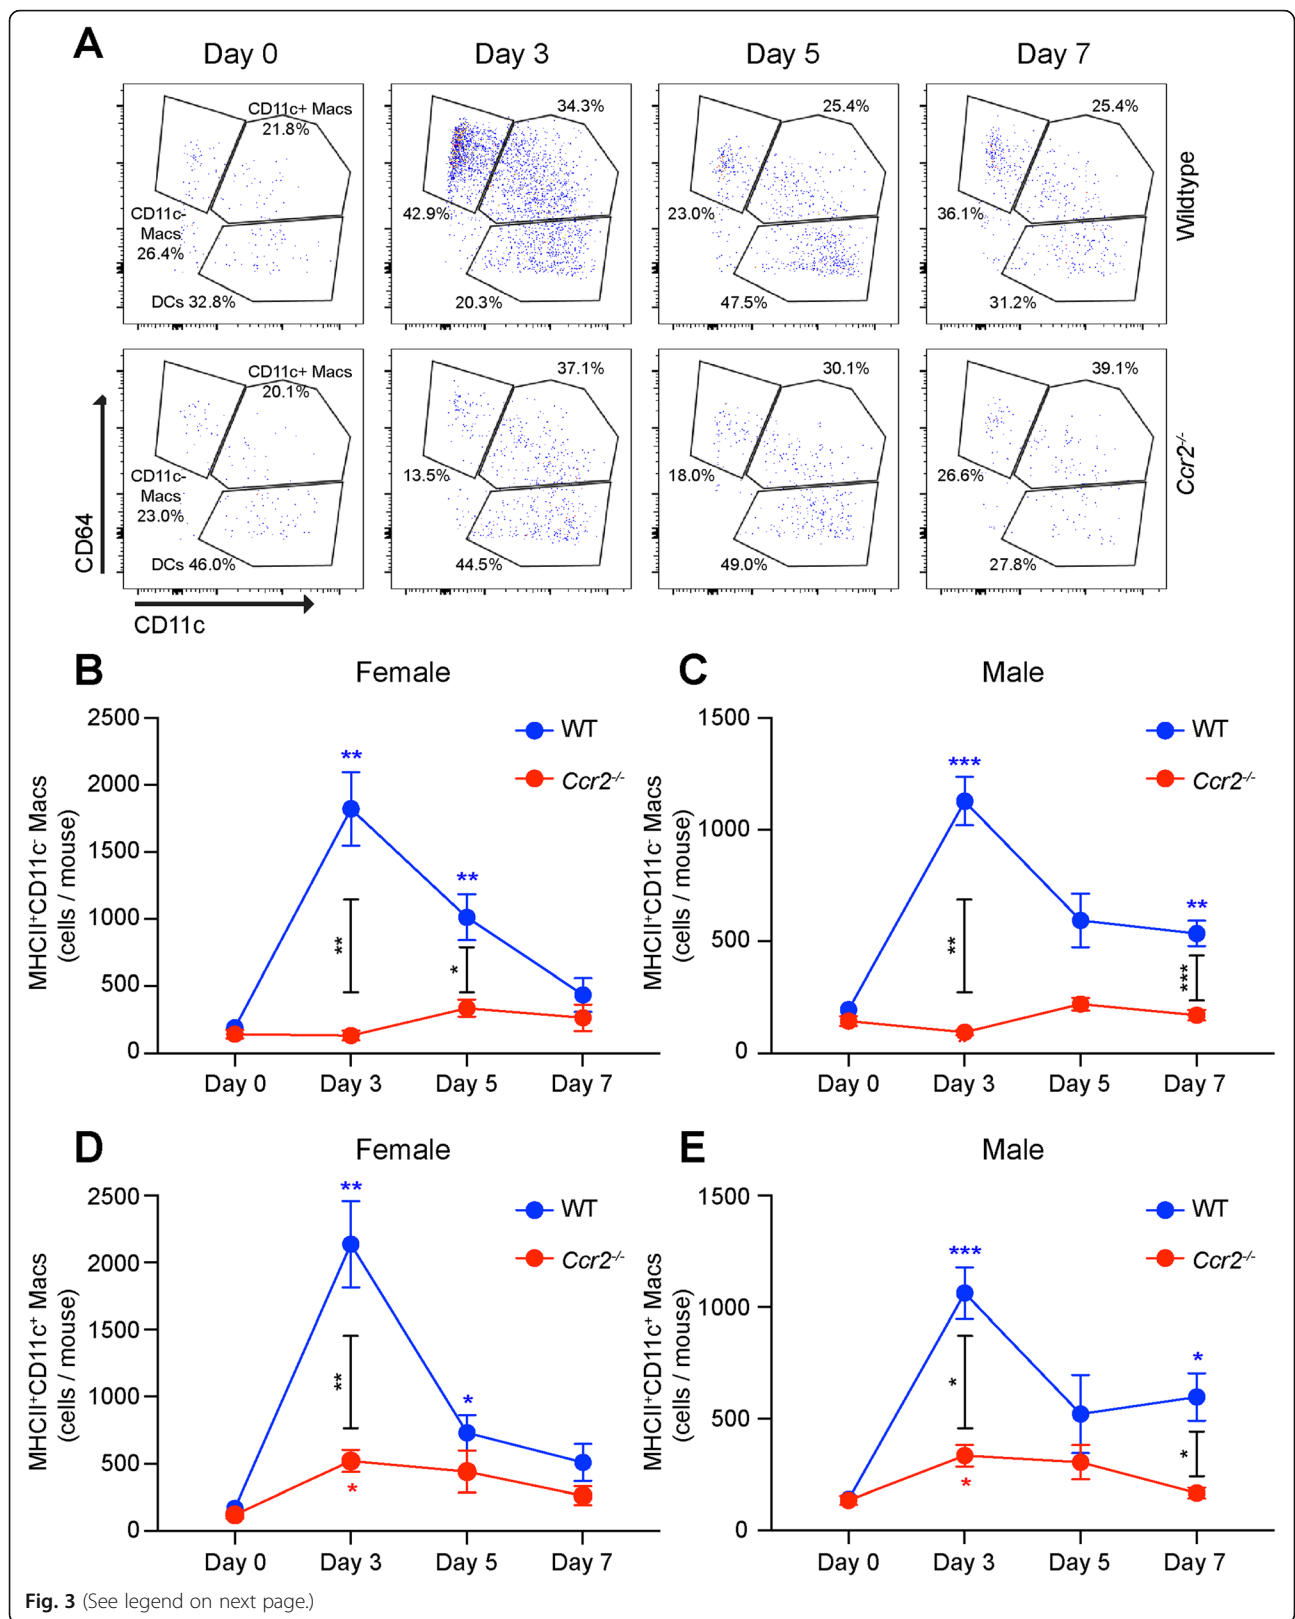 A
Day 0
Day 3
Day 5
Day 7
CD11c+ Macs
21.8%
CD11c-
Macs
26.4%
DCs 32.8%
34.3%
42.9%
20.3%
25.4%
23.0%
47.5%
25.4%
36.1%
31.2%
Wildtype
CD11c+ Macs
20.1%
CD11c-
Macs
23.0%
DCs 46.0%
37.1%
13.5%
44.5%
30.1%
18.0%
49.0%
39.1%
26.6%
27.8%
Ccr2-/-
CD64
CD11c
B
Female
MHCII+CD11c- Macs
(cells / mouse)
2500
2000
1500
1000
500
0
WT
Ccr2-/-
**
**
**
*
Day 0
Day 3
Day 5
Day 7
C
Male
MHCII+CD11c- Macs
(cells / mouse)
1500
1000
500
0
WT
Ccr2-/-
***
**
**
***
*
Day 0
Day 3
Day 5
Day 7
D
Female
MHCII+CD11c+ Macs
(cells / mouse)
2500
2000
1500
1000
500
0
WT
Ccr2-/-
**
**
*
*
Day 0
Day 3
Day 5
Day 7
E
Male
MHCII+CD11c+ Macs
(cells / mouse)
1500
1000
500
0
WT
Ccr2-/-
***
*
*
*
*
Day 0
Day 3
Day 5
Day 7
Fig. 3 (See legend on next page.)